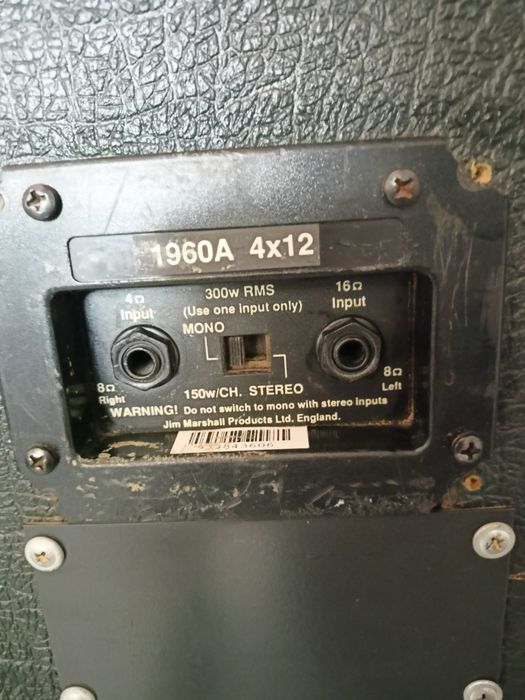 1960A 4x12
4Ω Input
300w RMS
(Use one input only)
16Ω Input
MONO
8Ω Right
150w/CH. STEREO
8Ω Left
WARNING! Do not switch to mono with stereo inputs
Jim Marshall Products Ltd. England.